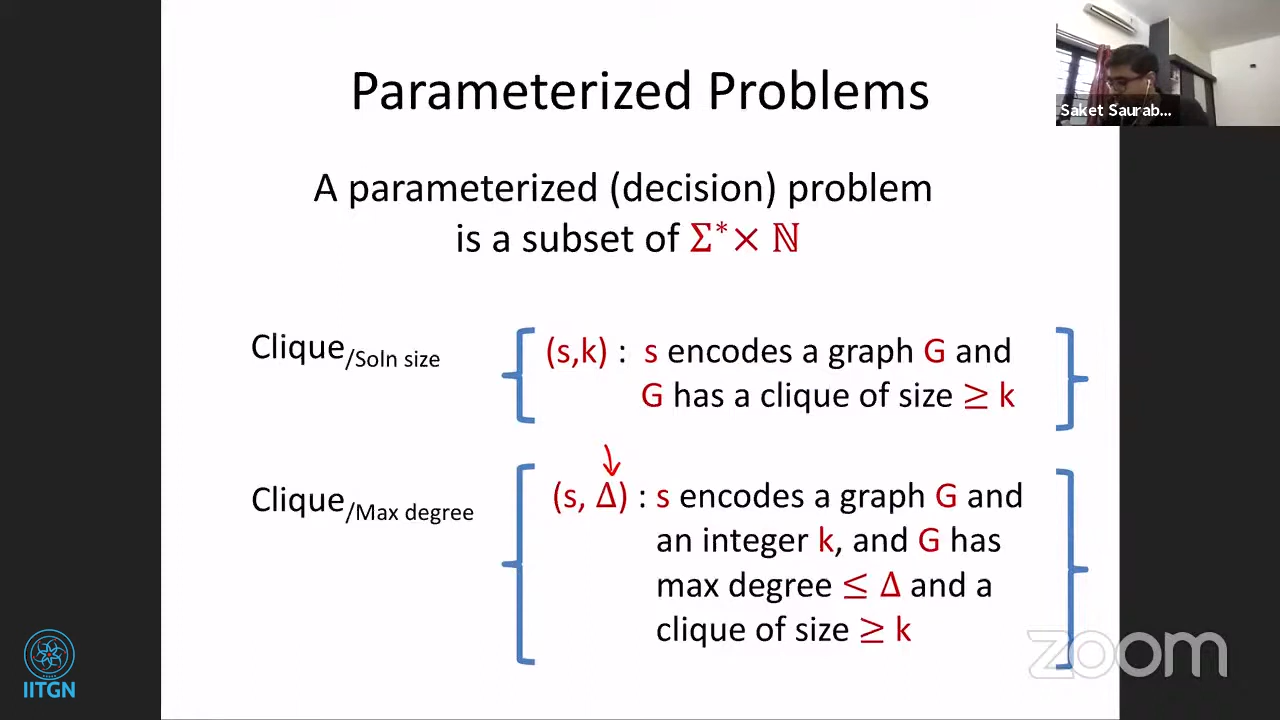 Parameterized Problems
Saket Saurab...
A parameterized (decision) problem
is a subset of Σ*× ℕ
Clique/Soln size
(s,k) : s encodes a graph G and
G has a clique of size ≥ k
Clique/Max degree
(s, Δ) : s encodes a graph G and
an integer k, and G has
max degree ≤ Δ and a
clique of size ≥ k
zoom
IITGN